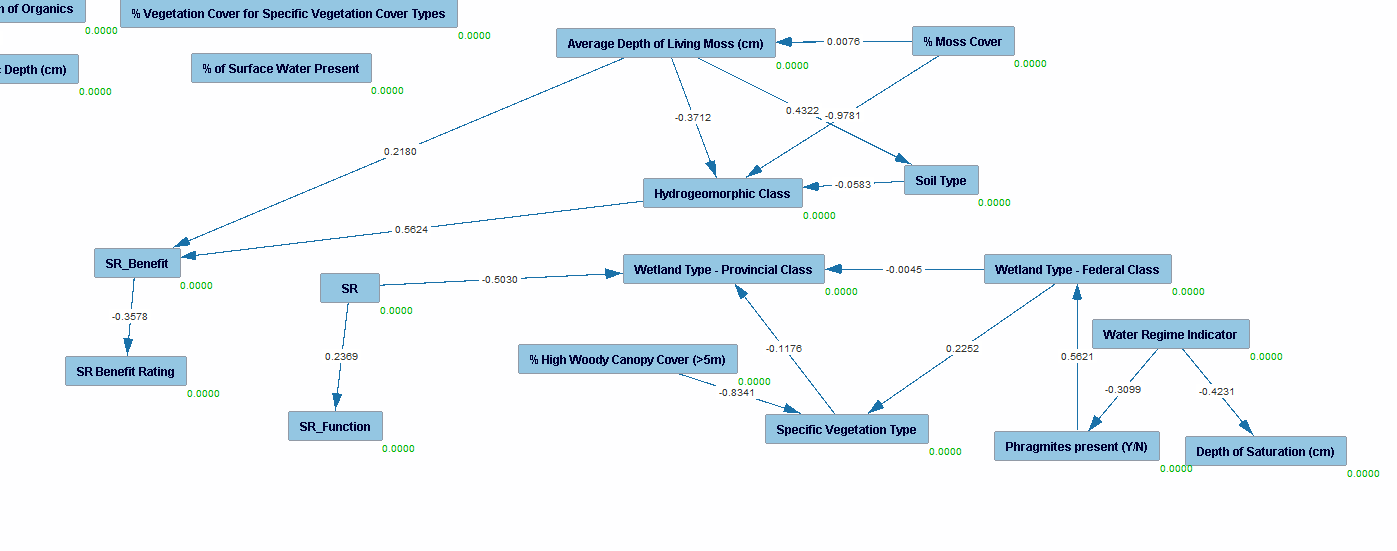 of Organics
0.0000
% Vegetation Cover for Specific Vegetation Cover Types
0.0000
Depth (cm)
0.0000
% of Surface Water Present
0.0000
Average Depth of Living Moss (cm)
0.0000
0.0076
% Moss Cover
0.0000
0.2180
-0.3712
0.4322
-0.9781
Hydrogeomorphic Class
0.0000
-0.0583
Soil Type
0.0000
0.5624
SR_Benefit
0.0000
SR
0.0000
-0.5030
Wetland Type - Provincial Class
0.0000
-0.0045
Wetland Type - Federal Class
0.0000
-0.3578
0.2369
-0.1176
0.2252
0.5621
Water Regime Indicator
0.0000
SR Benefit Rating
0.0000
% High Woody Canopy Cover (>5m)
0.0000
-0.8341
-0.3099
-0.4231
SR_Function
0.0000
Specific Vegetation Type
0.0000
Phragmites present (Y/N)
0.0000
Depth of Saturation (cm)
0.0000